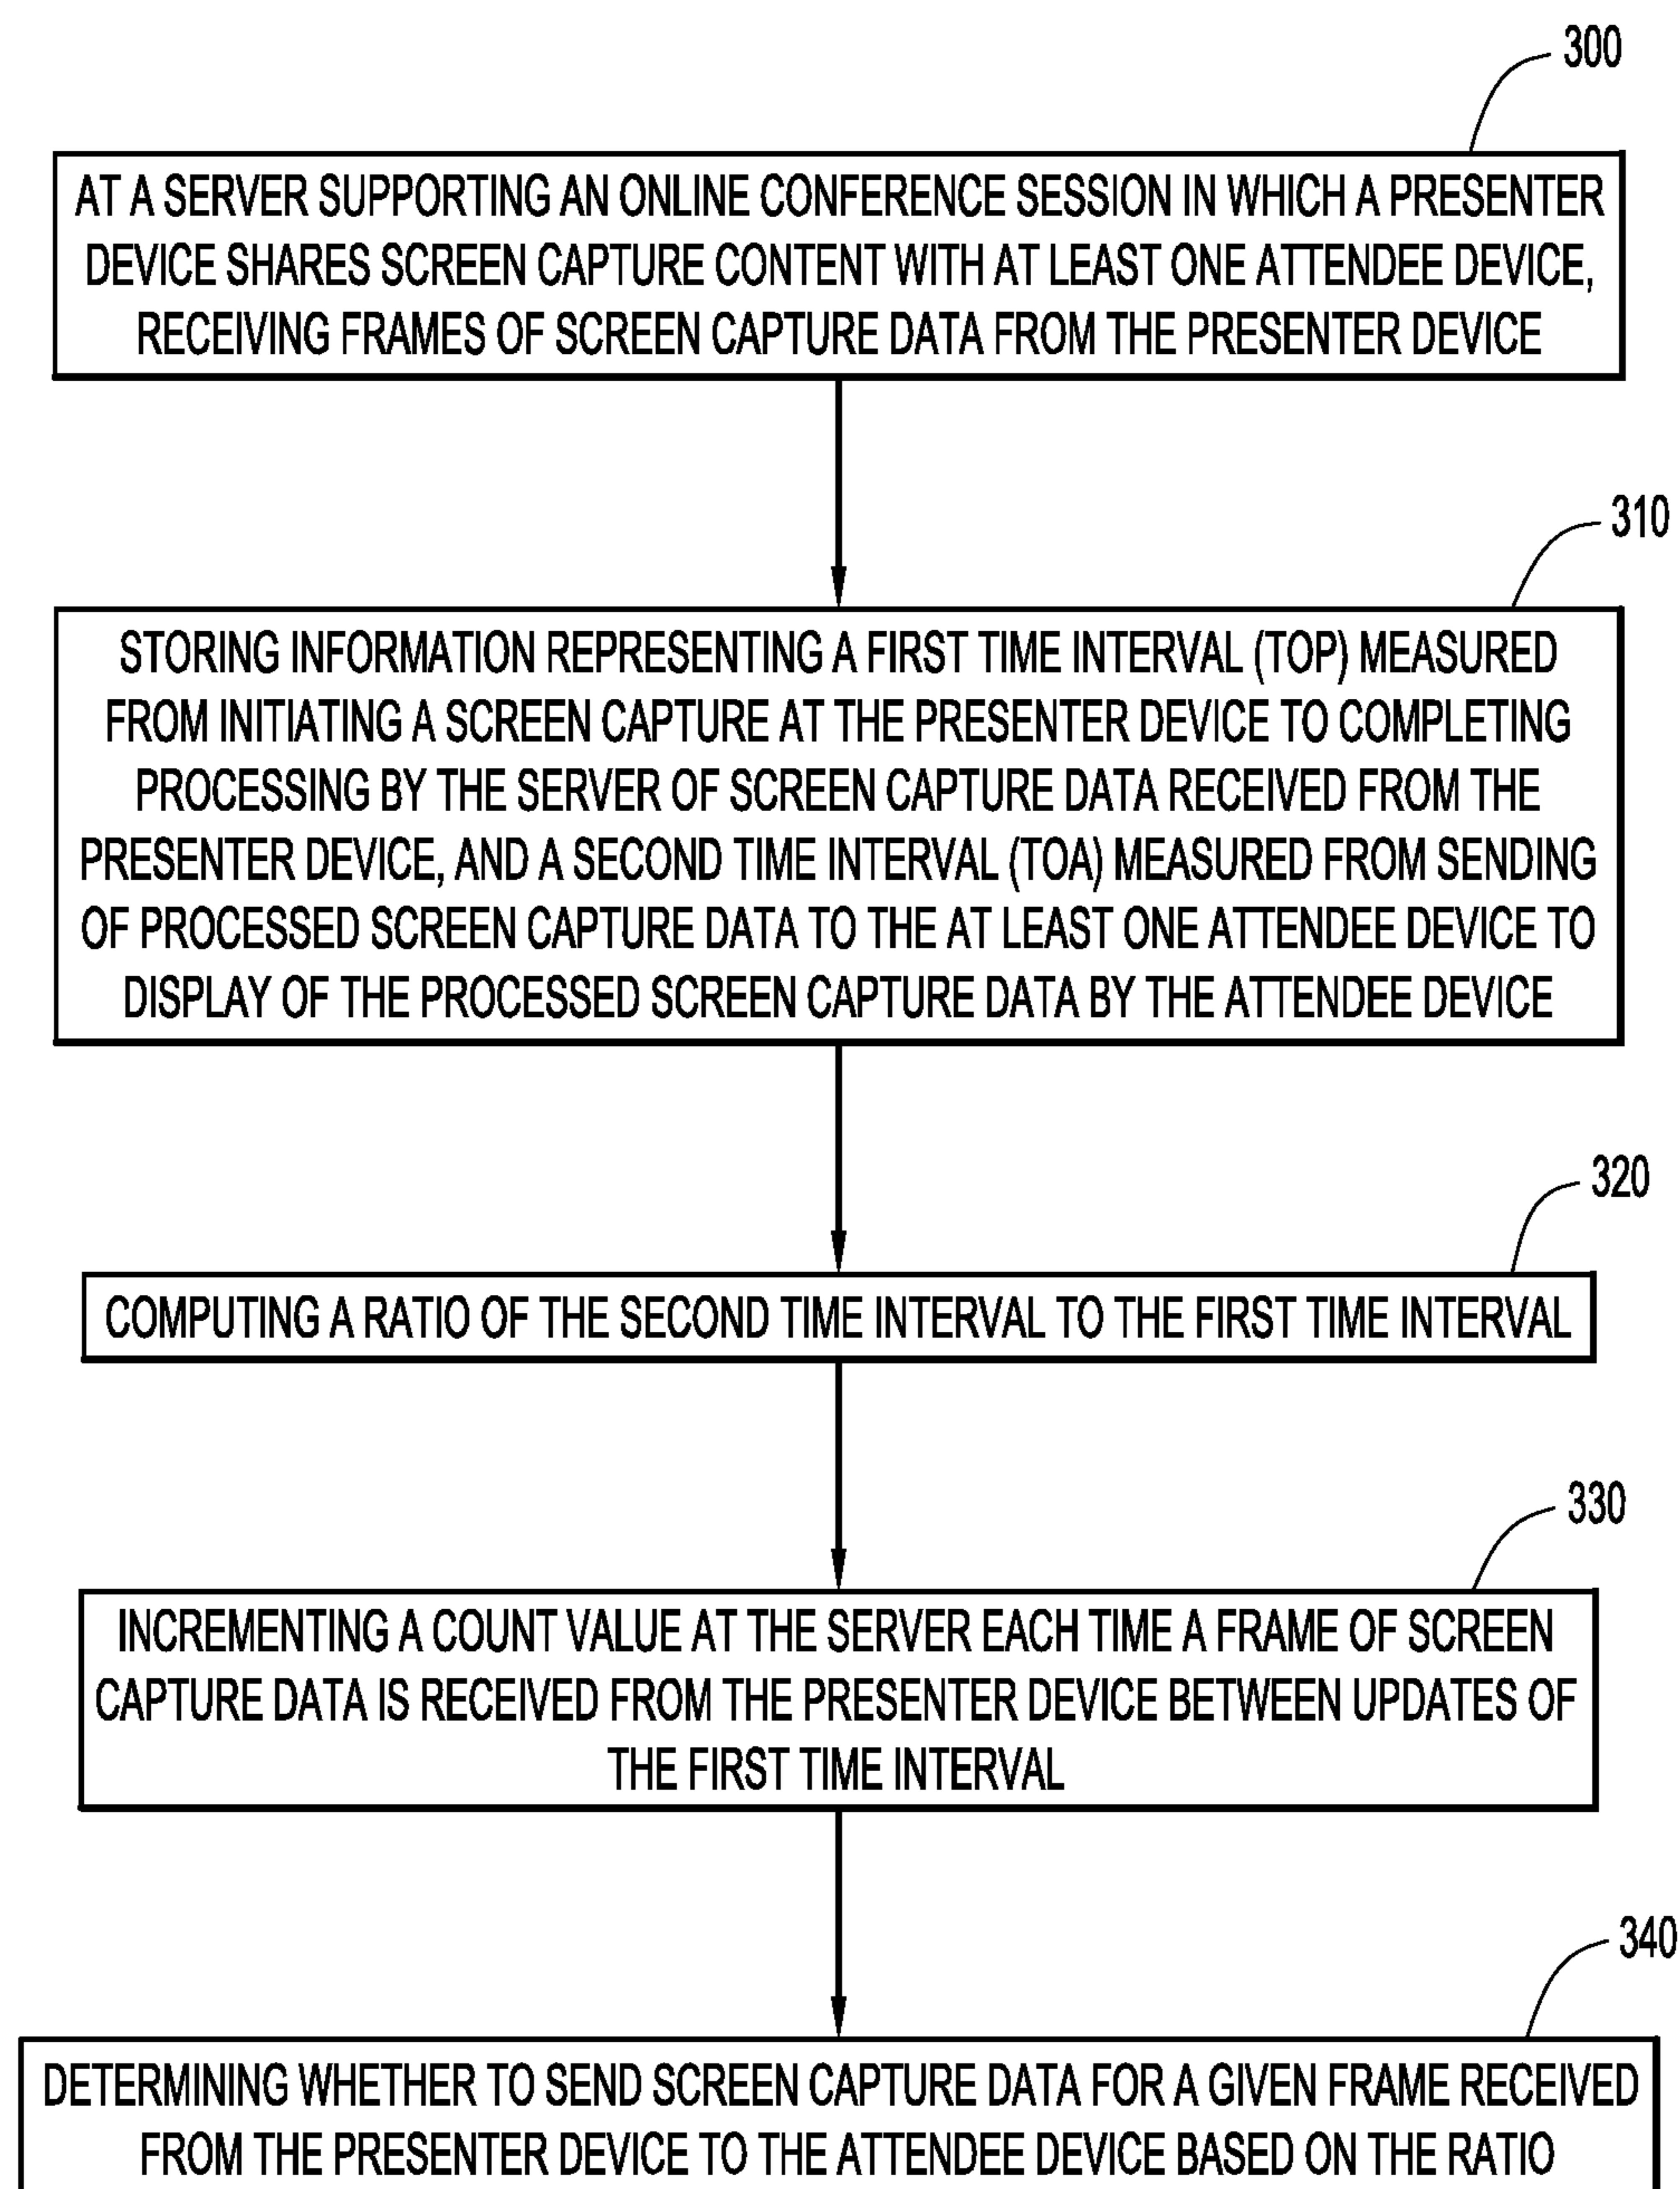 300
AT A SERVER SUPPORTING AN ONLINE CONFERENCE SESSION IN WHICH A PRESENTER
DEVICE SHARES SCREEN CAPTURE CONTENT WITH AT LEAST ONE ATTENDEE DEVICE,
RECEIVING FRAMES OF SCREEN CAPTURE DATA FROM THE PRESENTER DEVICE
310
STORING INFORMATION REPRESENTING A FIRST TIME INTERVAL (TOP) MEASURED
FROM INITIATING A SCREEN CAPTURE AT THE PRESENTER DEVICE TO COMPLETING
PROCESSING BY THE SERVER OF SCREEN CAPTURE DATA RECEIVED FROM THE
PRESENTER DEVICE, AND A SECOND TIME INTERVAL (TOA) MEASURED FROM SENDING
OF PROCESSED SCREEN CAPTURE DATA TO THE AT LEAST ONE ATTENDEE DEVICE TO
DISPLAY OF THE PROCESSED SCREEN CAPTURE DATA BY THE ATTENDEE DEVICE
320
COMPUTING A RATIO OF THE SECOND TIME INTERVAL TO THE FIRST TIME INTERVAL
330
INCREMENTING A COUNT VALUE AT THE SERVER EACH TIME A FRAME OF SCREEN
CAPTURE DATA IS RECEIVED FROM THE PRESENTER DEVICE BETWEEN UPDATES OF
THE FIRST TIME INTERVAL
340
DETERMINING WHETHER TO SEND SCREEN CAPTURE DATA FOR A GIVEN FRAME RECEIVED
FROM THE PRESENTER DEVICE TO THE ATTENDEE DEVICE BASED ON THE RATIO